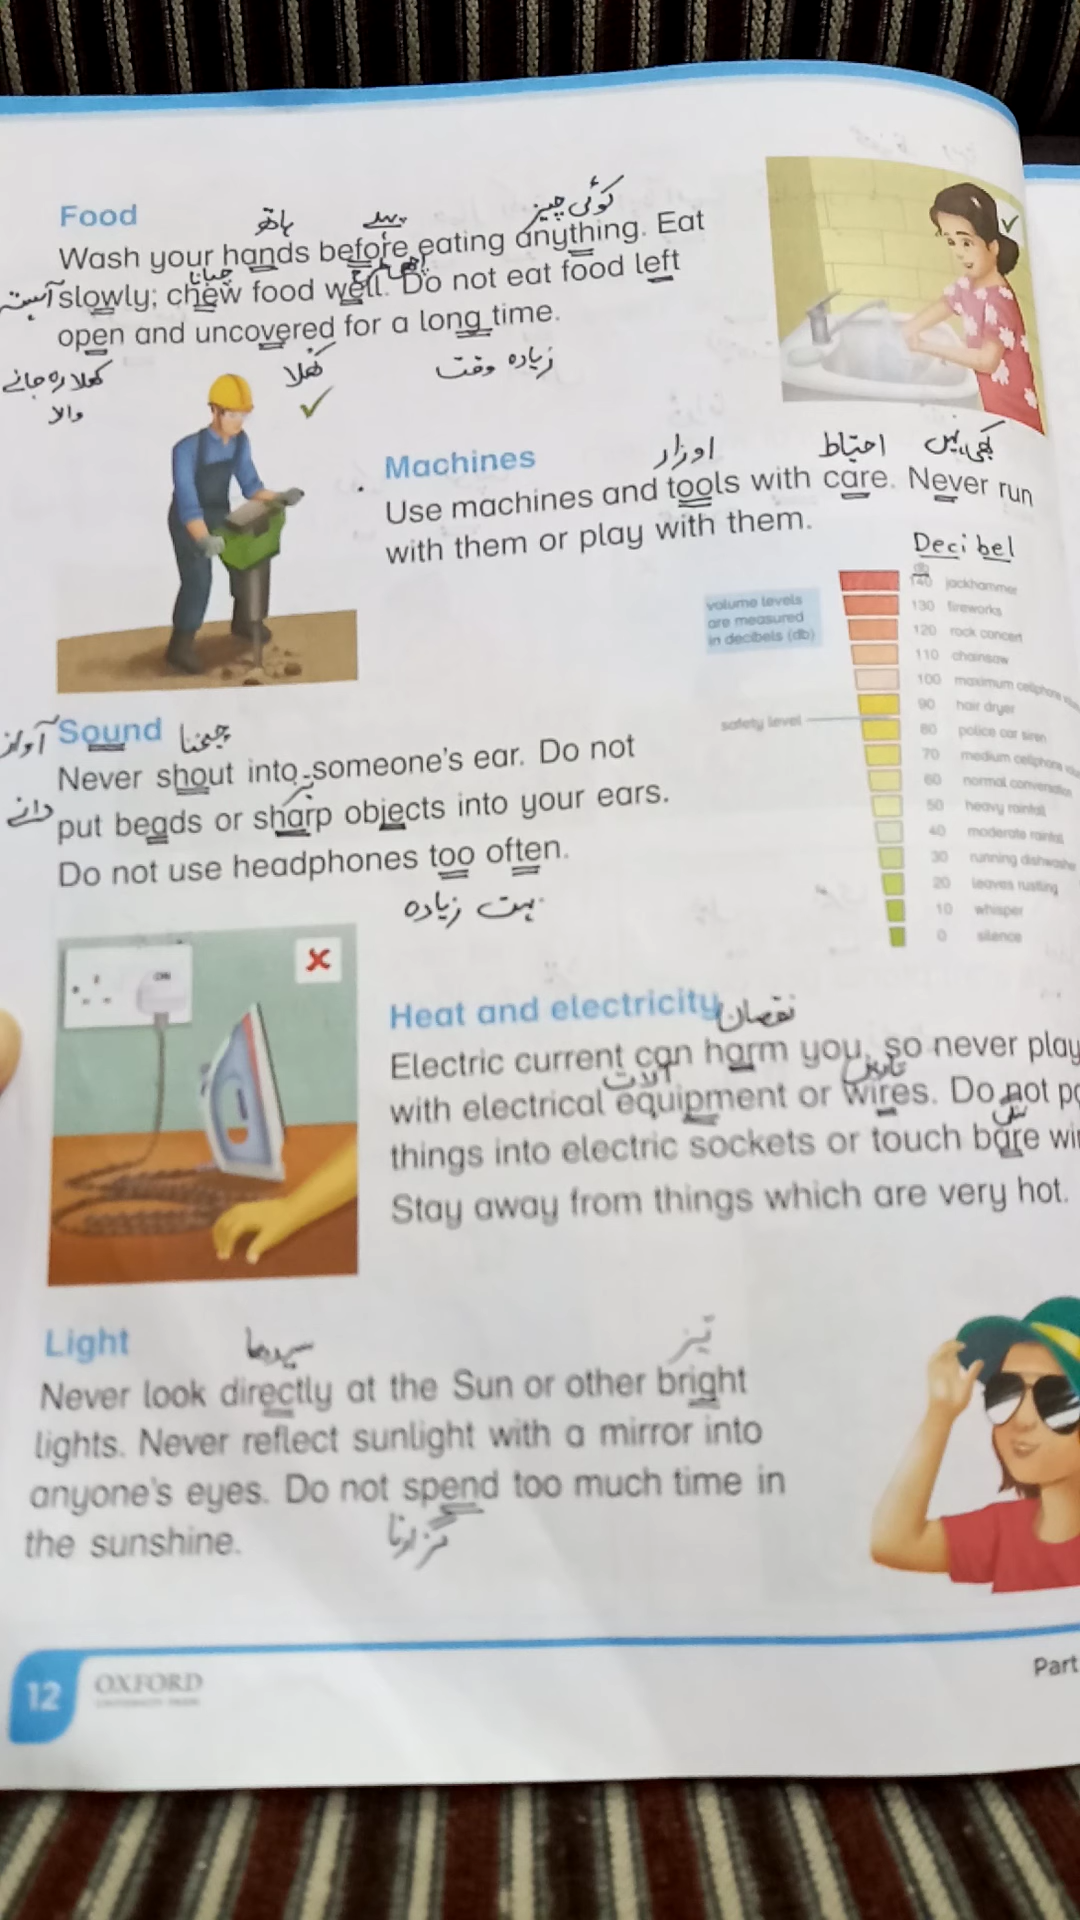 Food
ہاتھ پہلے کوئی چیز
Wash your hands before eating anything. Eat
آہستہ چبانا
slowly; chew food well. Do not eat food left
open and uncovered for a long time.
کھلا رہ جانے والا کھلا زیادہ وقت
Machines
اوزار احتیاط کبھی نہیں
Use machines and tools with care. Never run
with them or play with them.
Decibel
volume levels
are measured
in decibels (db)
140 jackhammer
130 fireworks
120 rock concert
110 chainsaw
100 maximum cellphone
90 hair dryer
safety level
80 police car siren
70 medium cellphone
60 normal conversation
50 heavy rainfall
40 moderate rainfall
30 running dishwasher
20 leaves rustling
10 whisper
0 silence
آواز Sound چیخنا
Never shout into someone's ear. Do not
دانے put beads or sharp objects into your ears.
Do not use headphones too often.
بہت زیادہ
ON
Heat and electricity نقصان
Electric current can harm you, so never play
آلات تاریں
with electrical equipment or wires. Do not
things into electric sockets or touch bare
Stay away from things which are very hot.
Light
سیدھا تیز
Never look directly at the Sun or other bright
lights. Never reflect sunlight with a mirror into
anyone's eyes. Do not spend too much time in
گزارنا
the sunshine.
12 OXFORD
UNIVERSITY PRESS
Part